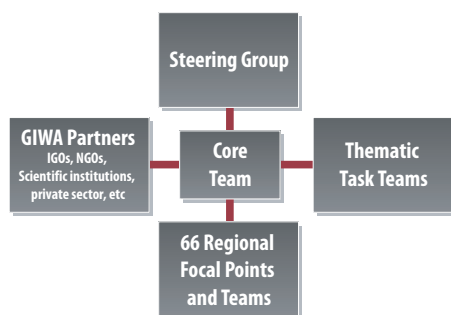 Steering Group
GIWA Partners
IGOs, NGOs,
Scientific institutions,
private sector, etc
Core
Team
Thematic
Task Teams
66 Regional
Focal Points
and Teams